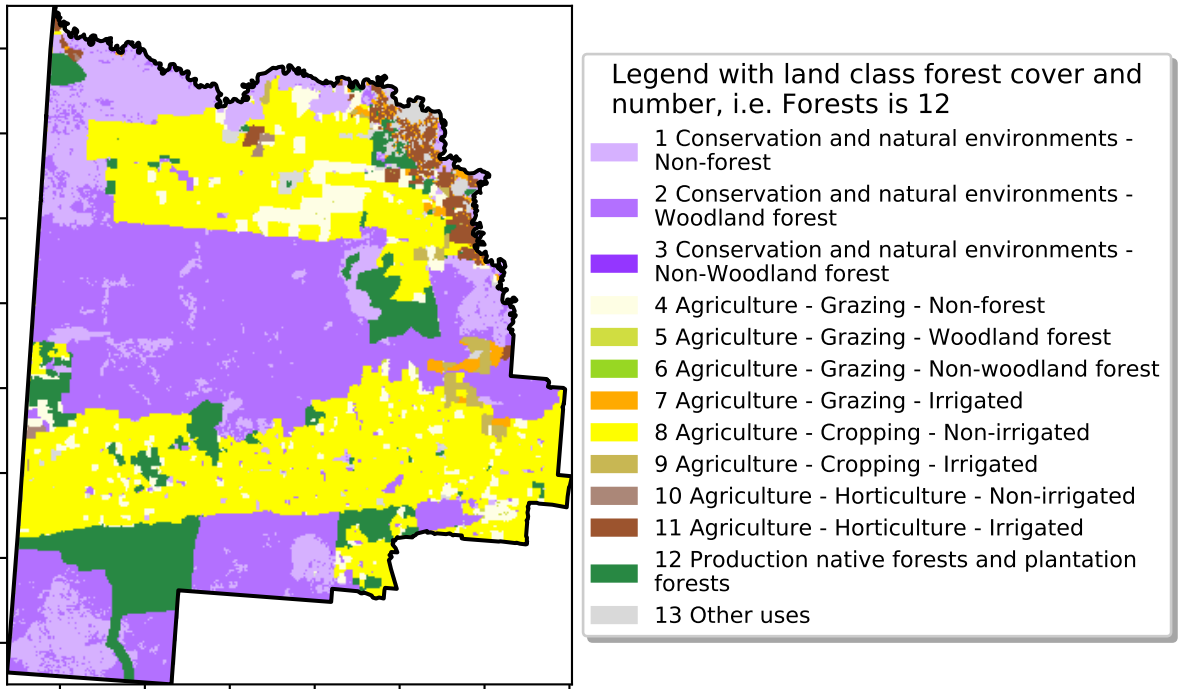 Legend with land class forest cover and
number, i.e. Forests is 12
1 Conservation and natural environments -
Non-forest
2 Conservation and natural environments -
Woodland forest
3 Conservation and natural environments -
Non-Woodland forest
4 Agriculture - Grazing - Non-forest
5 Agriculture - Grazing - Woodland forest
6 Agriculture - Grazing - Non-woodland forest
7 Agriculture - Grazing - Irrigated
8 Agriculture - Cropping - Non-irrigated
9 Agriculture - Cropping - Irrigated
10 Agriculture - Horticulture - Non-irrigated
11 Agriculture - Horticulture - Irrigated
12 Production native forests and plantation
forests
13 Other uses